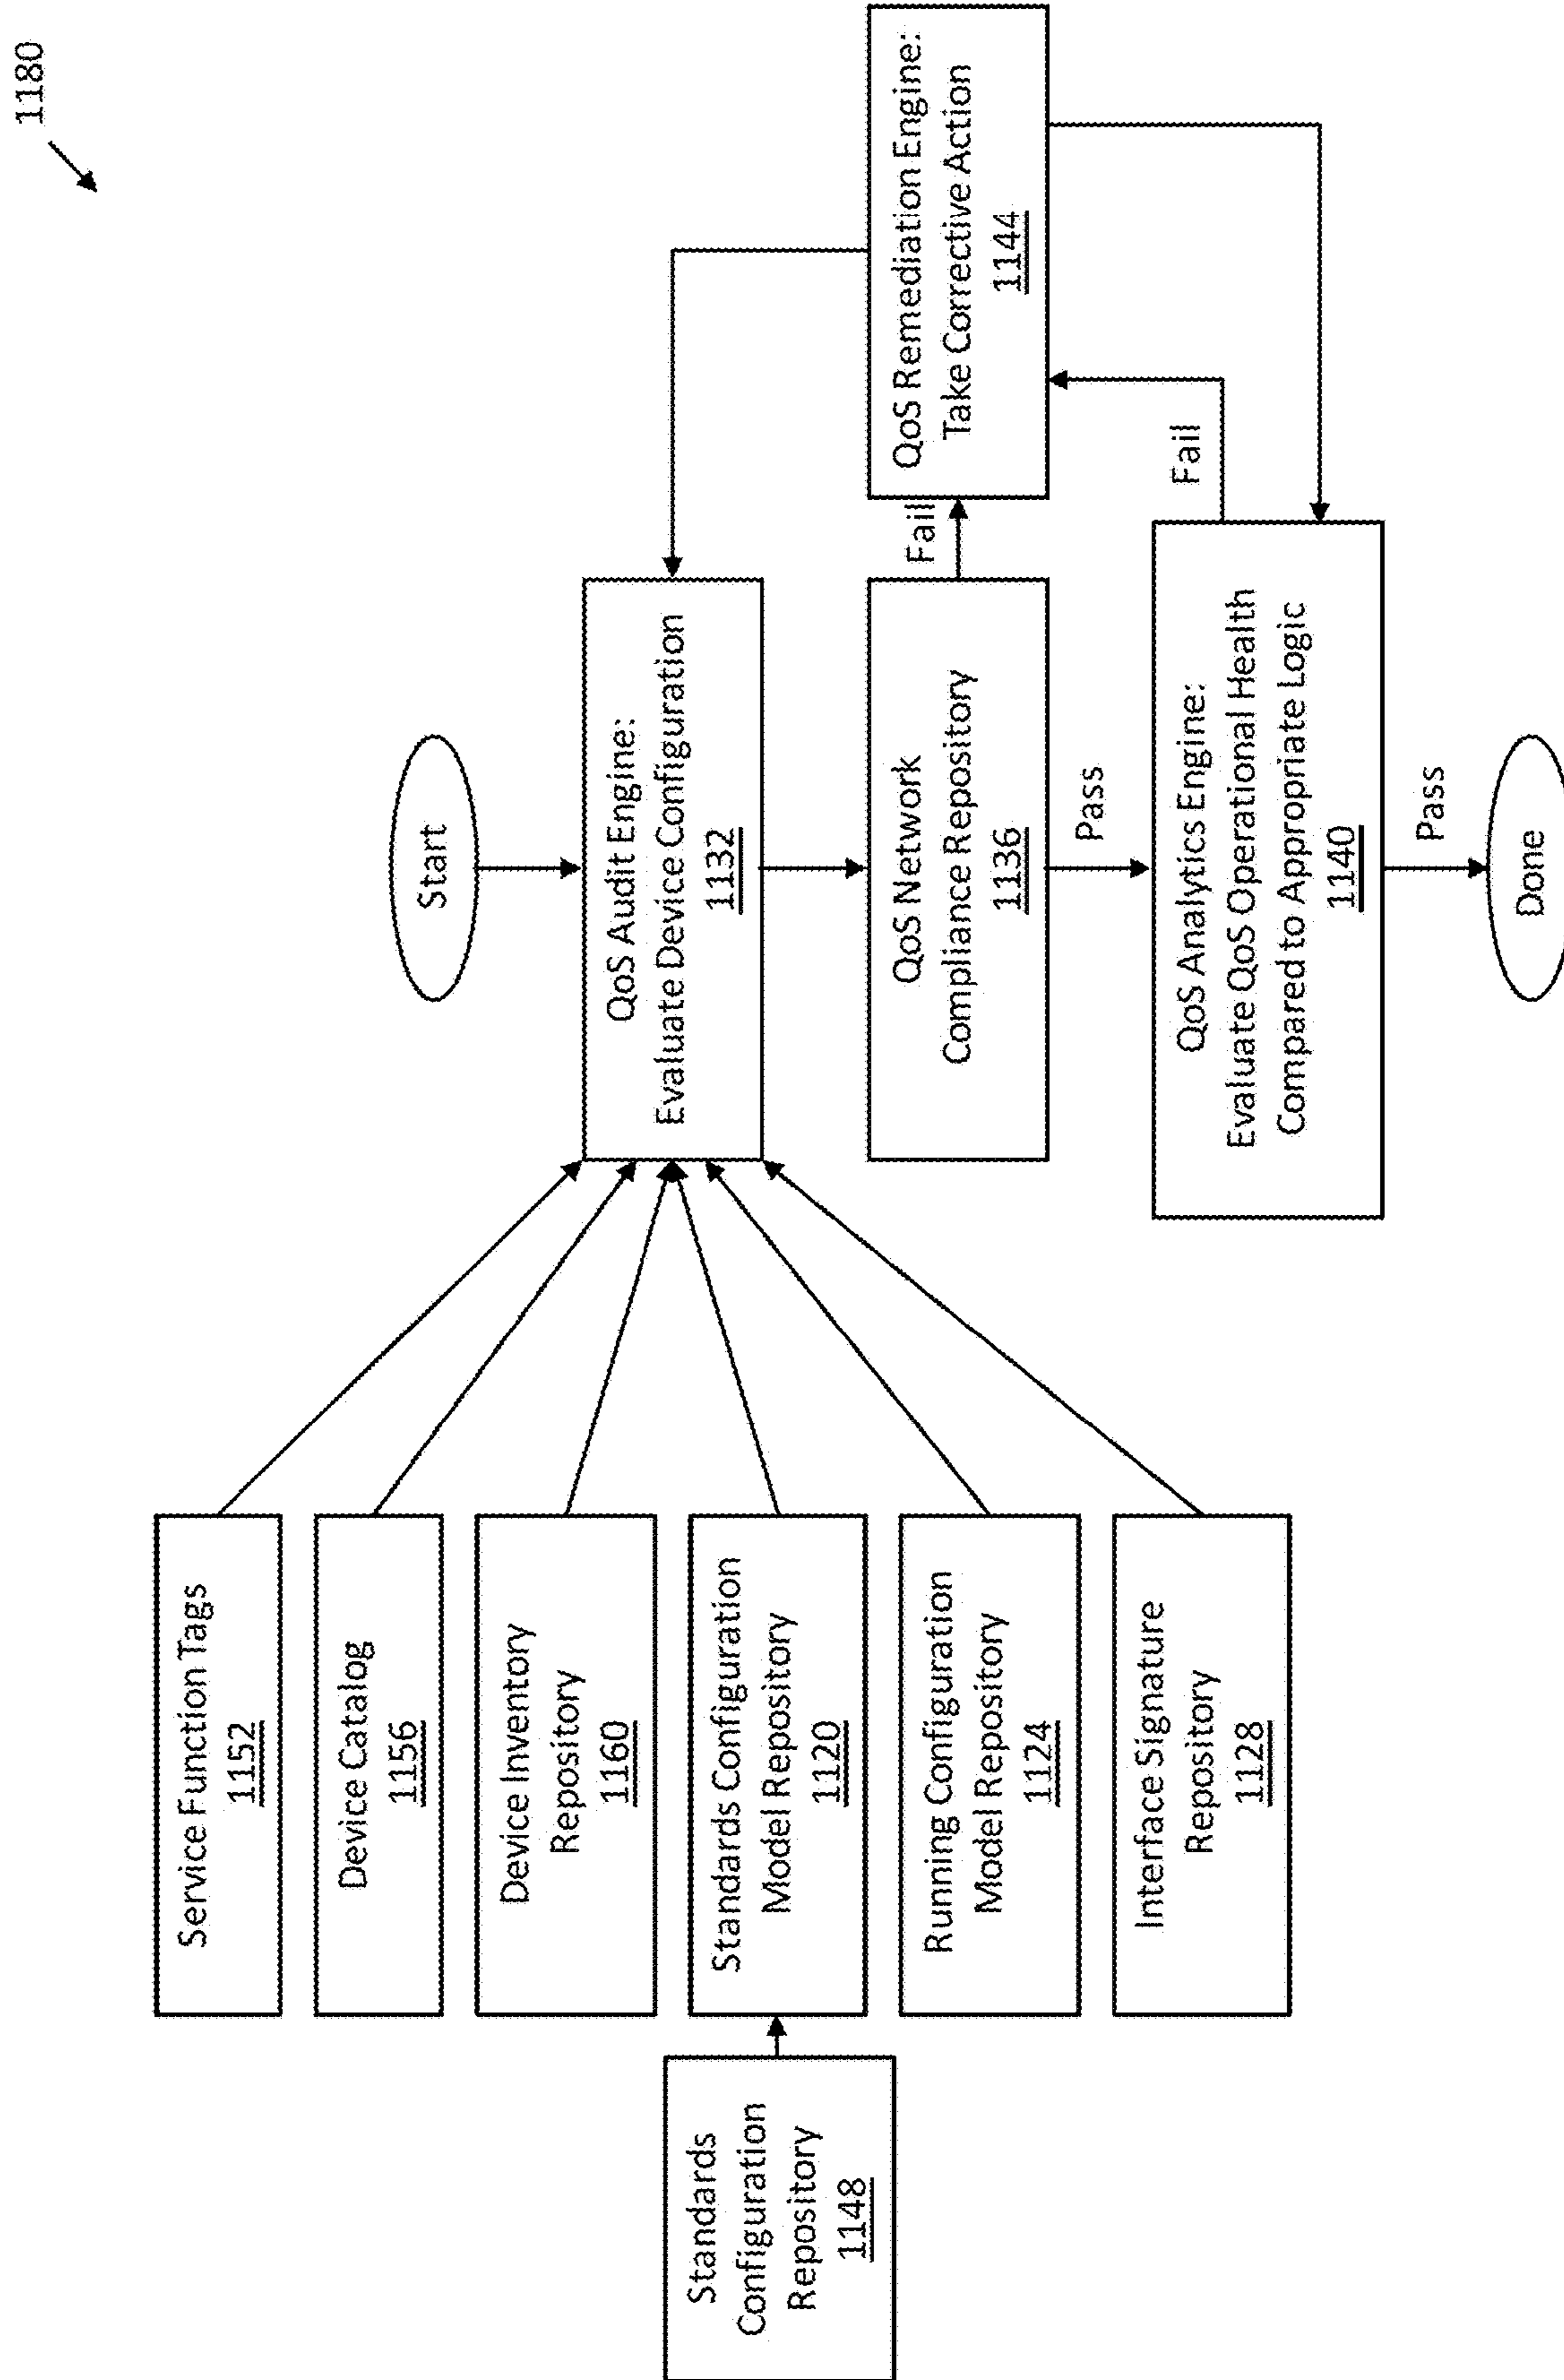 1180
Start
Service Function Tags
1152
Device Catalog
1156
Device Inventory
Repository
1160
Standards
Configuration
Repository
1148
Standards Configuration
Model Repository
1120
Running Configuration
Model Repository
1124
Interface Signature
Repository
1128
QoS Audit Engine:
Evaluate Device Configuration
1132
QoS Network
Compliance Repository
1136
Fail
QoS Remediation Engine:
Take Corrective Action
1144
Pass
Fail
QoS Analytics Engine:
Evaluate QoS Operational Health
Compared to Appropriate Logic
1140
Pass
Done